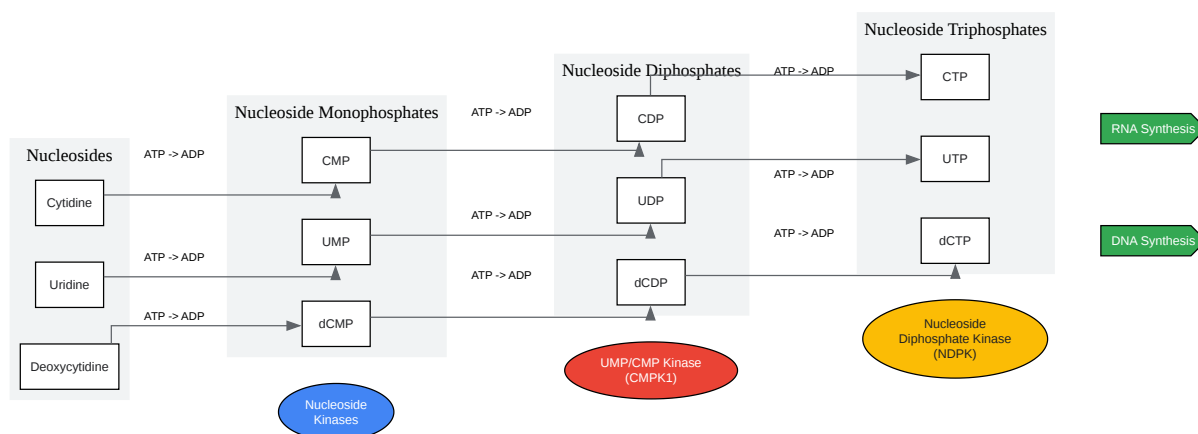 Nucleosides
Cytidine
Uridine
Deoxycytidine
ATP -> ADP
ATP -> ADP
ATP -> ADP
Nucleoside Monophosphates
CMP
UMP
dCMP
Nucleoside
Kinases
ATP -> ADP
ATP -> ADP
ATP -> ADP
Nucleoside Diphosphates
CDP
UDP
dCDP
UMP/CMP Kinase
(CMPK1)
ATP -> ADP
ATP -> ADP
ATP -> ADP
Nucleoside Triphosphates
CTP
UTP
dCTP
Nucleoside
Diphosphate Kinase
(NDPK)
RNA Synthesis
DNA Synthesis